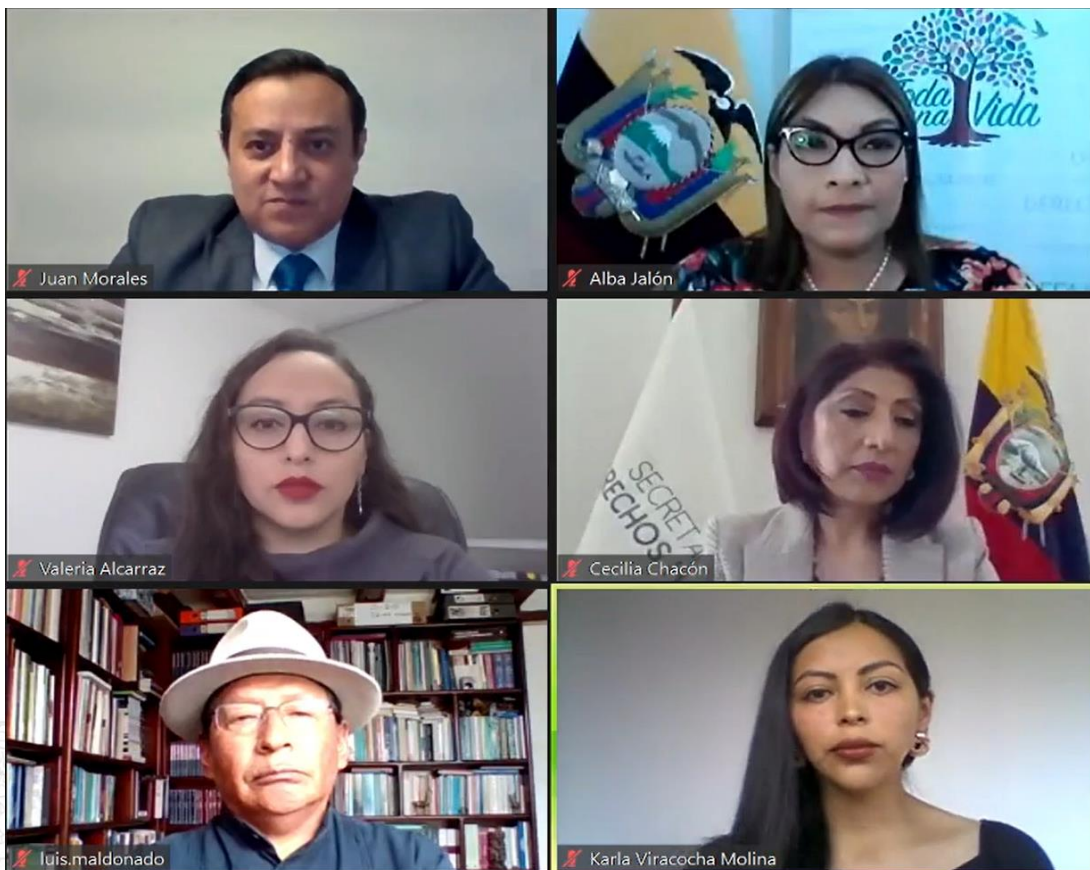 Juan Morales
Toda
una Vida
Alba Jalón
Valeria Alcarraz
SECRETA
RECHOS
Cecilia Chacón
luis.maldonado
Karla Viracocha Molina